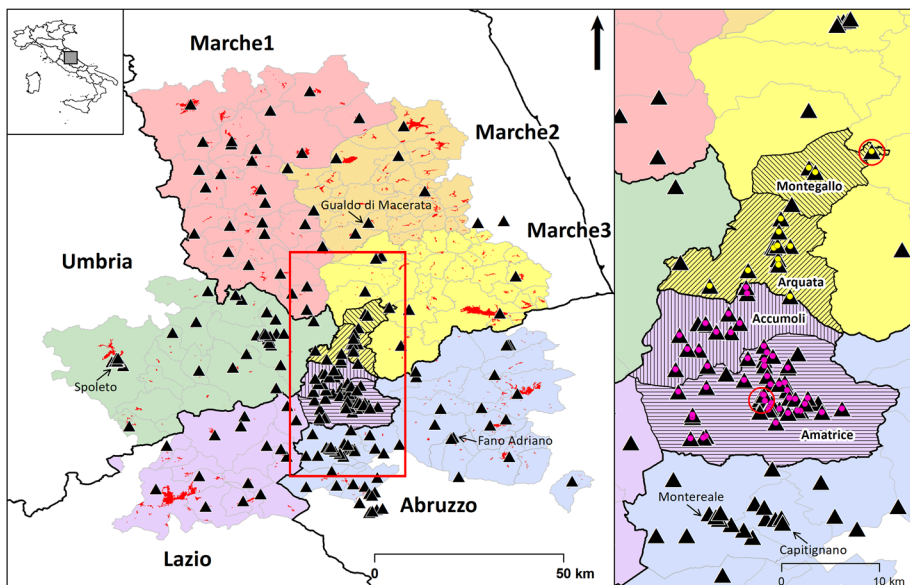 Marche1
Marche2
Gualdo di Macerata
Marche3
Umbria
Spoleto
Fano Adriano
Abruzzo
Lazio
0
50 km
Montegallo
Arquata
Accumoli
Amatrice
Montereale
Capitignano
0
10 km